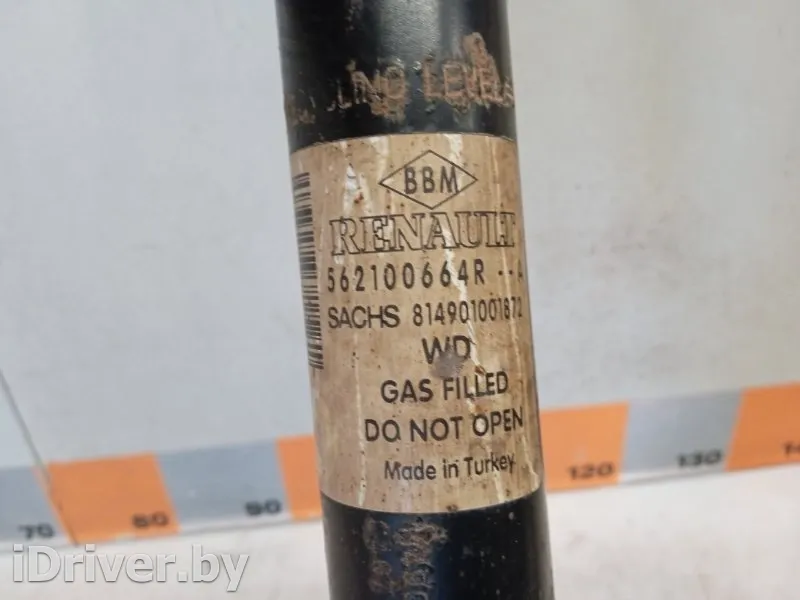 BBM
RENAULT
562100664R --A
SACHS 814901001872
WD
GAS FILLED
DO NOT OPEN
Made in Turkey
70 80 90 120 130 1
iDriver.by